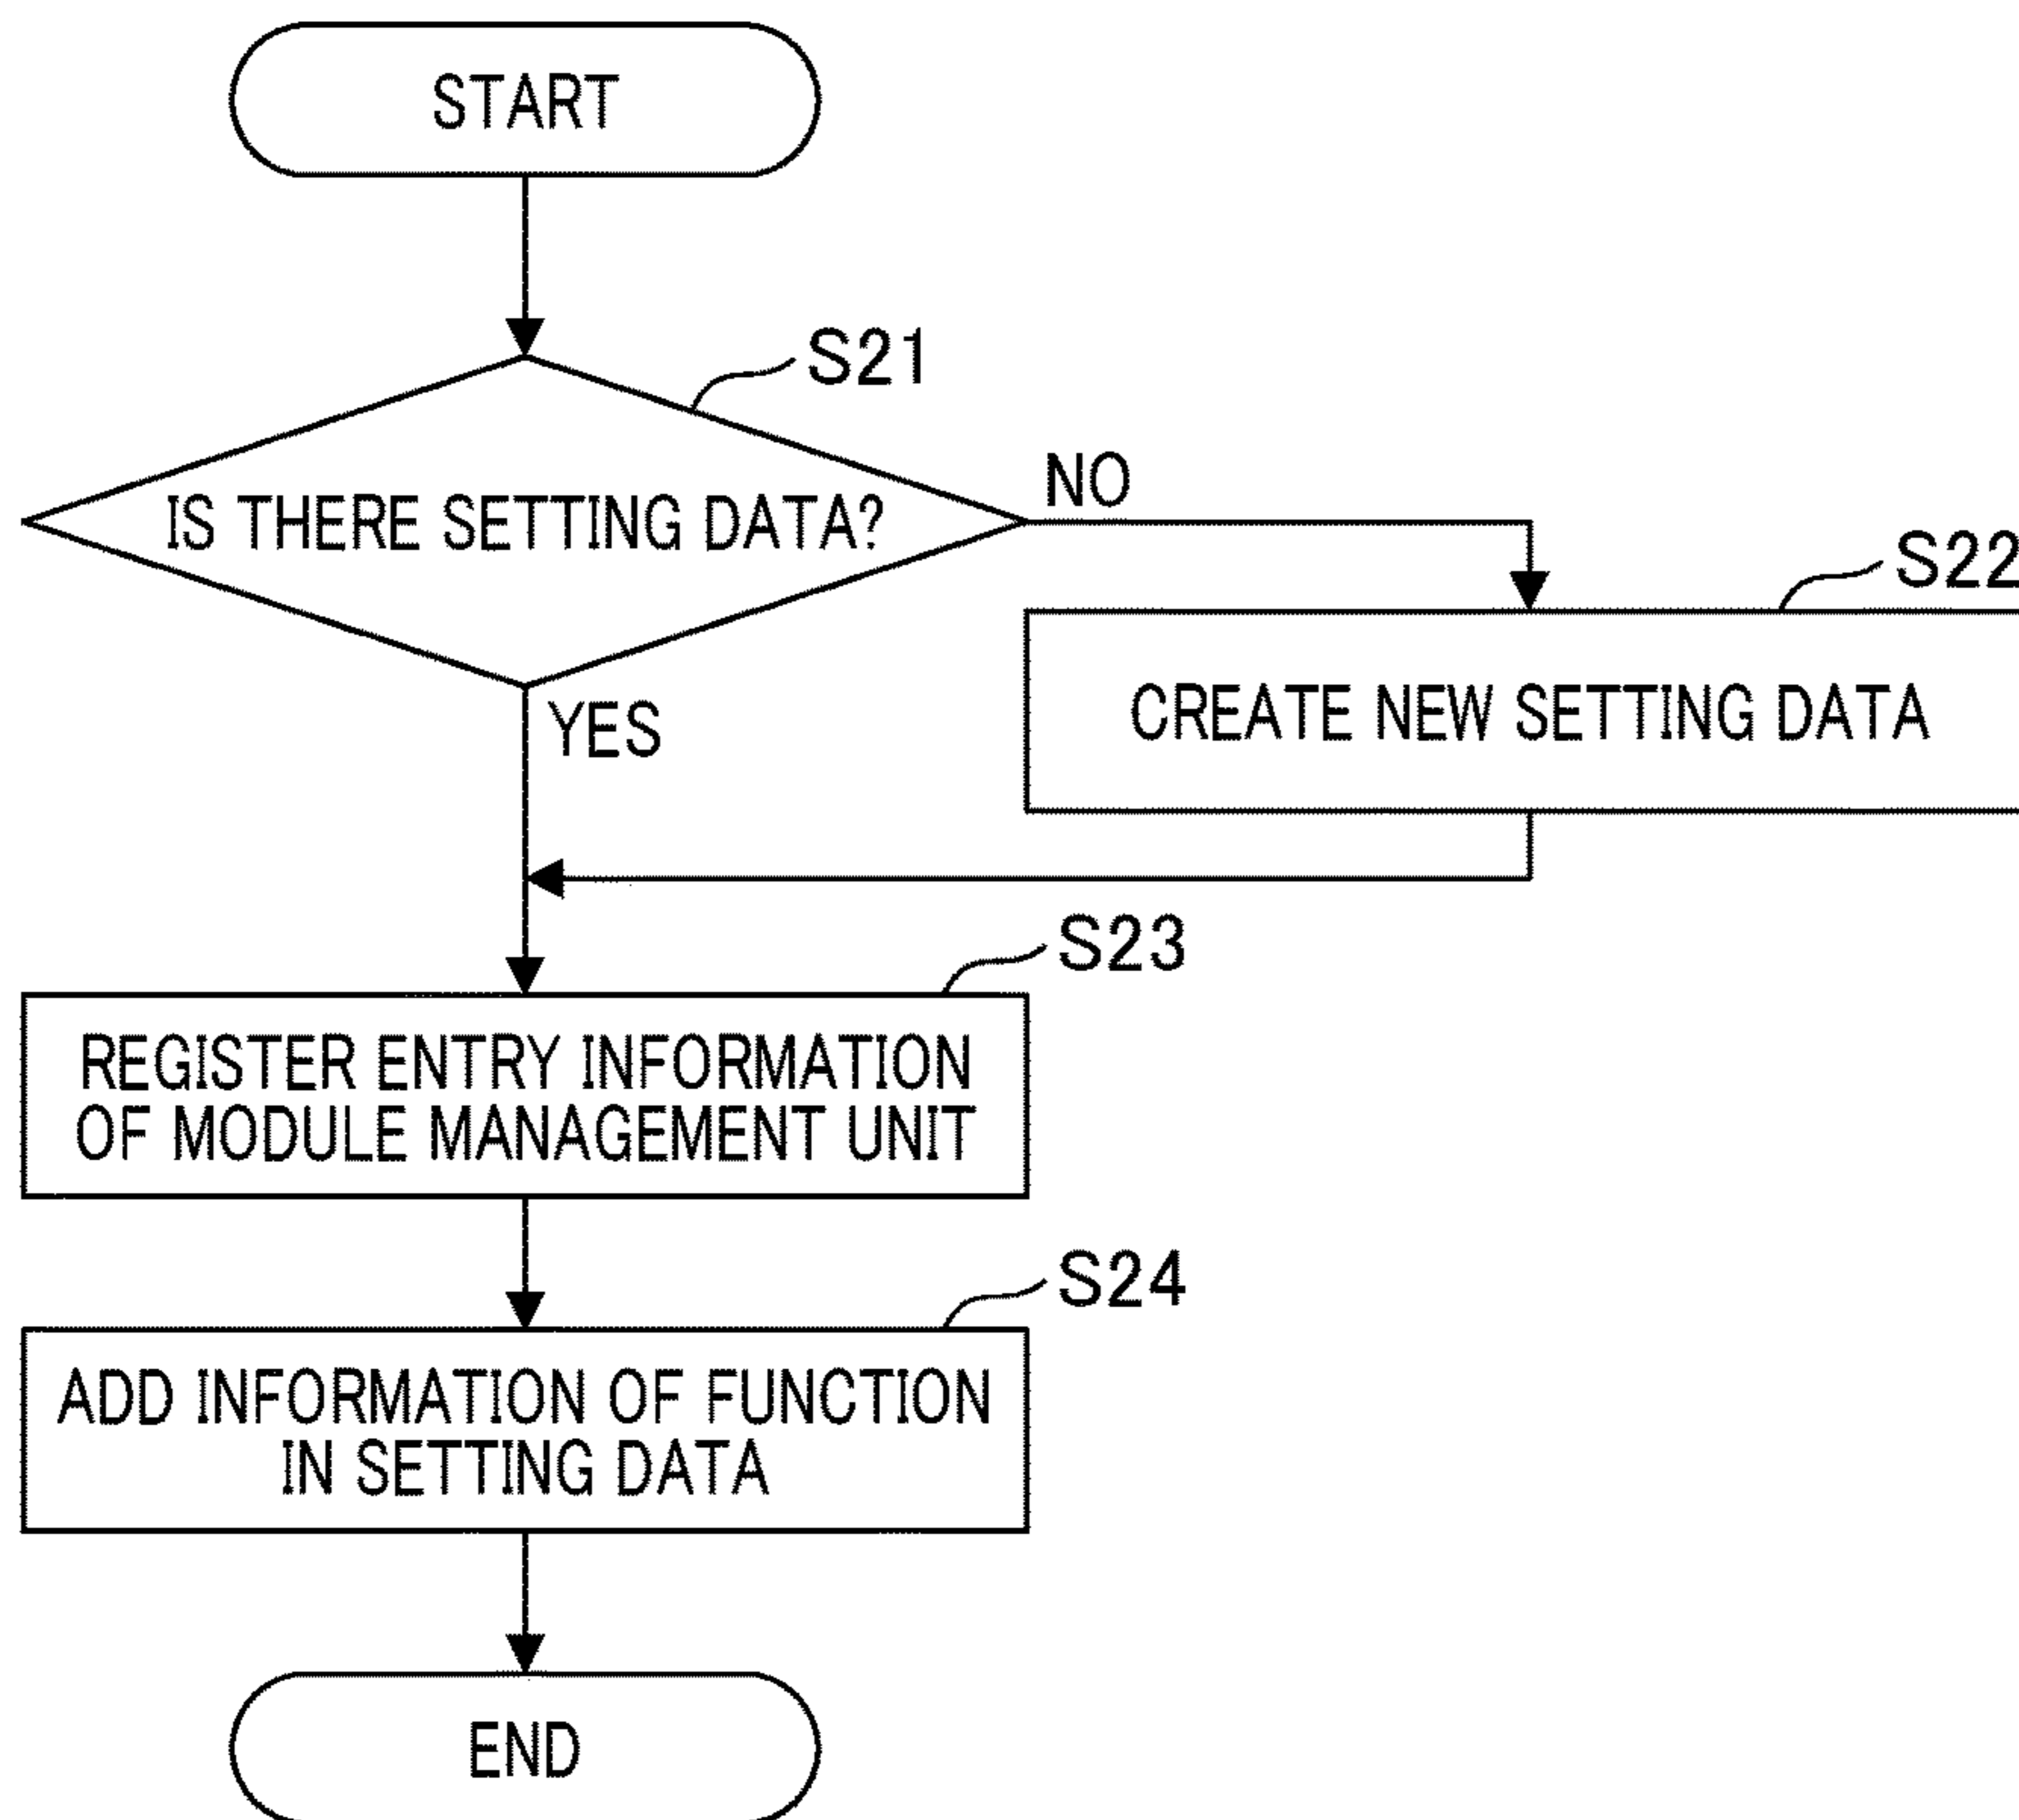 START
S21
IS THERE SETTING DATA?
NO
S22
CREATE NEW SETTING DATA
YES
S23
REGISTER ENTRY INFORMATION
OF MODULE MANAGEMENT UNIT
S24
ADD INFORMATION OF FUNCTION
IN SETTING DATA
END